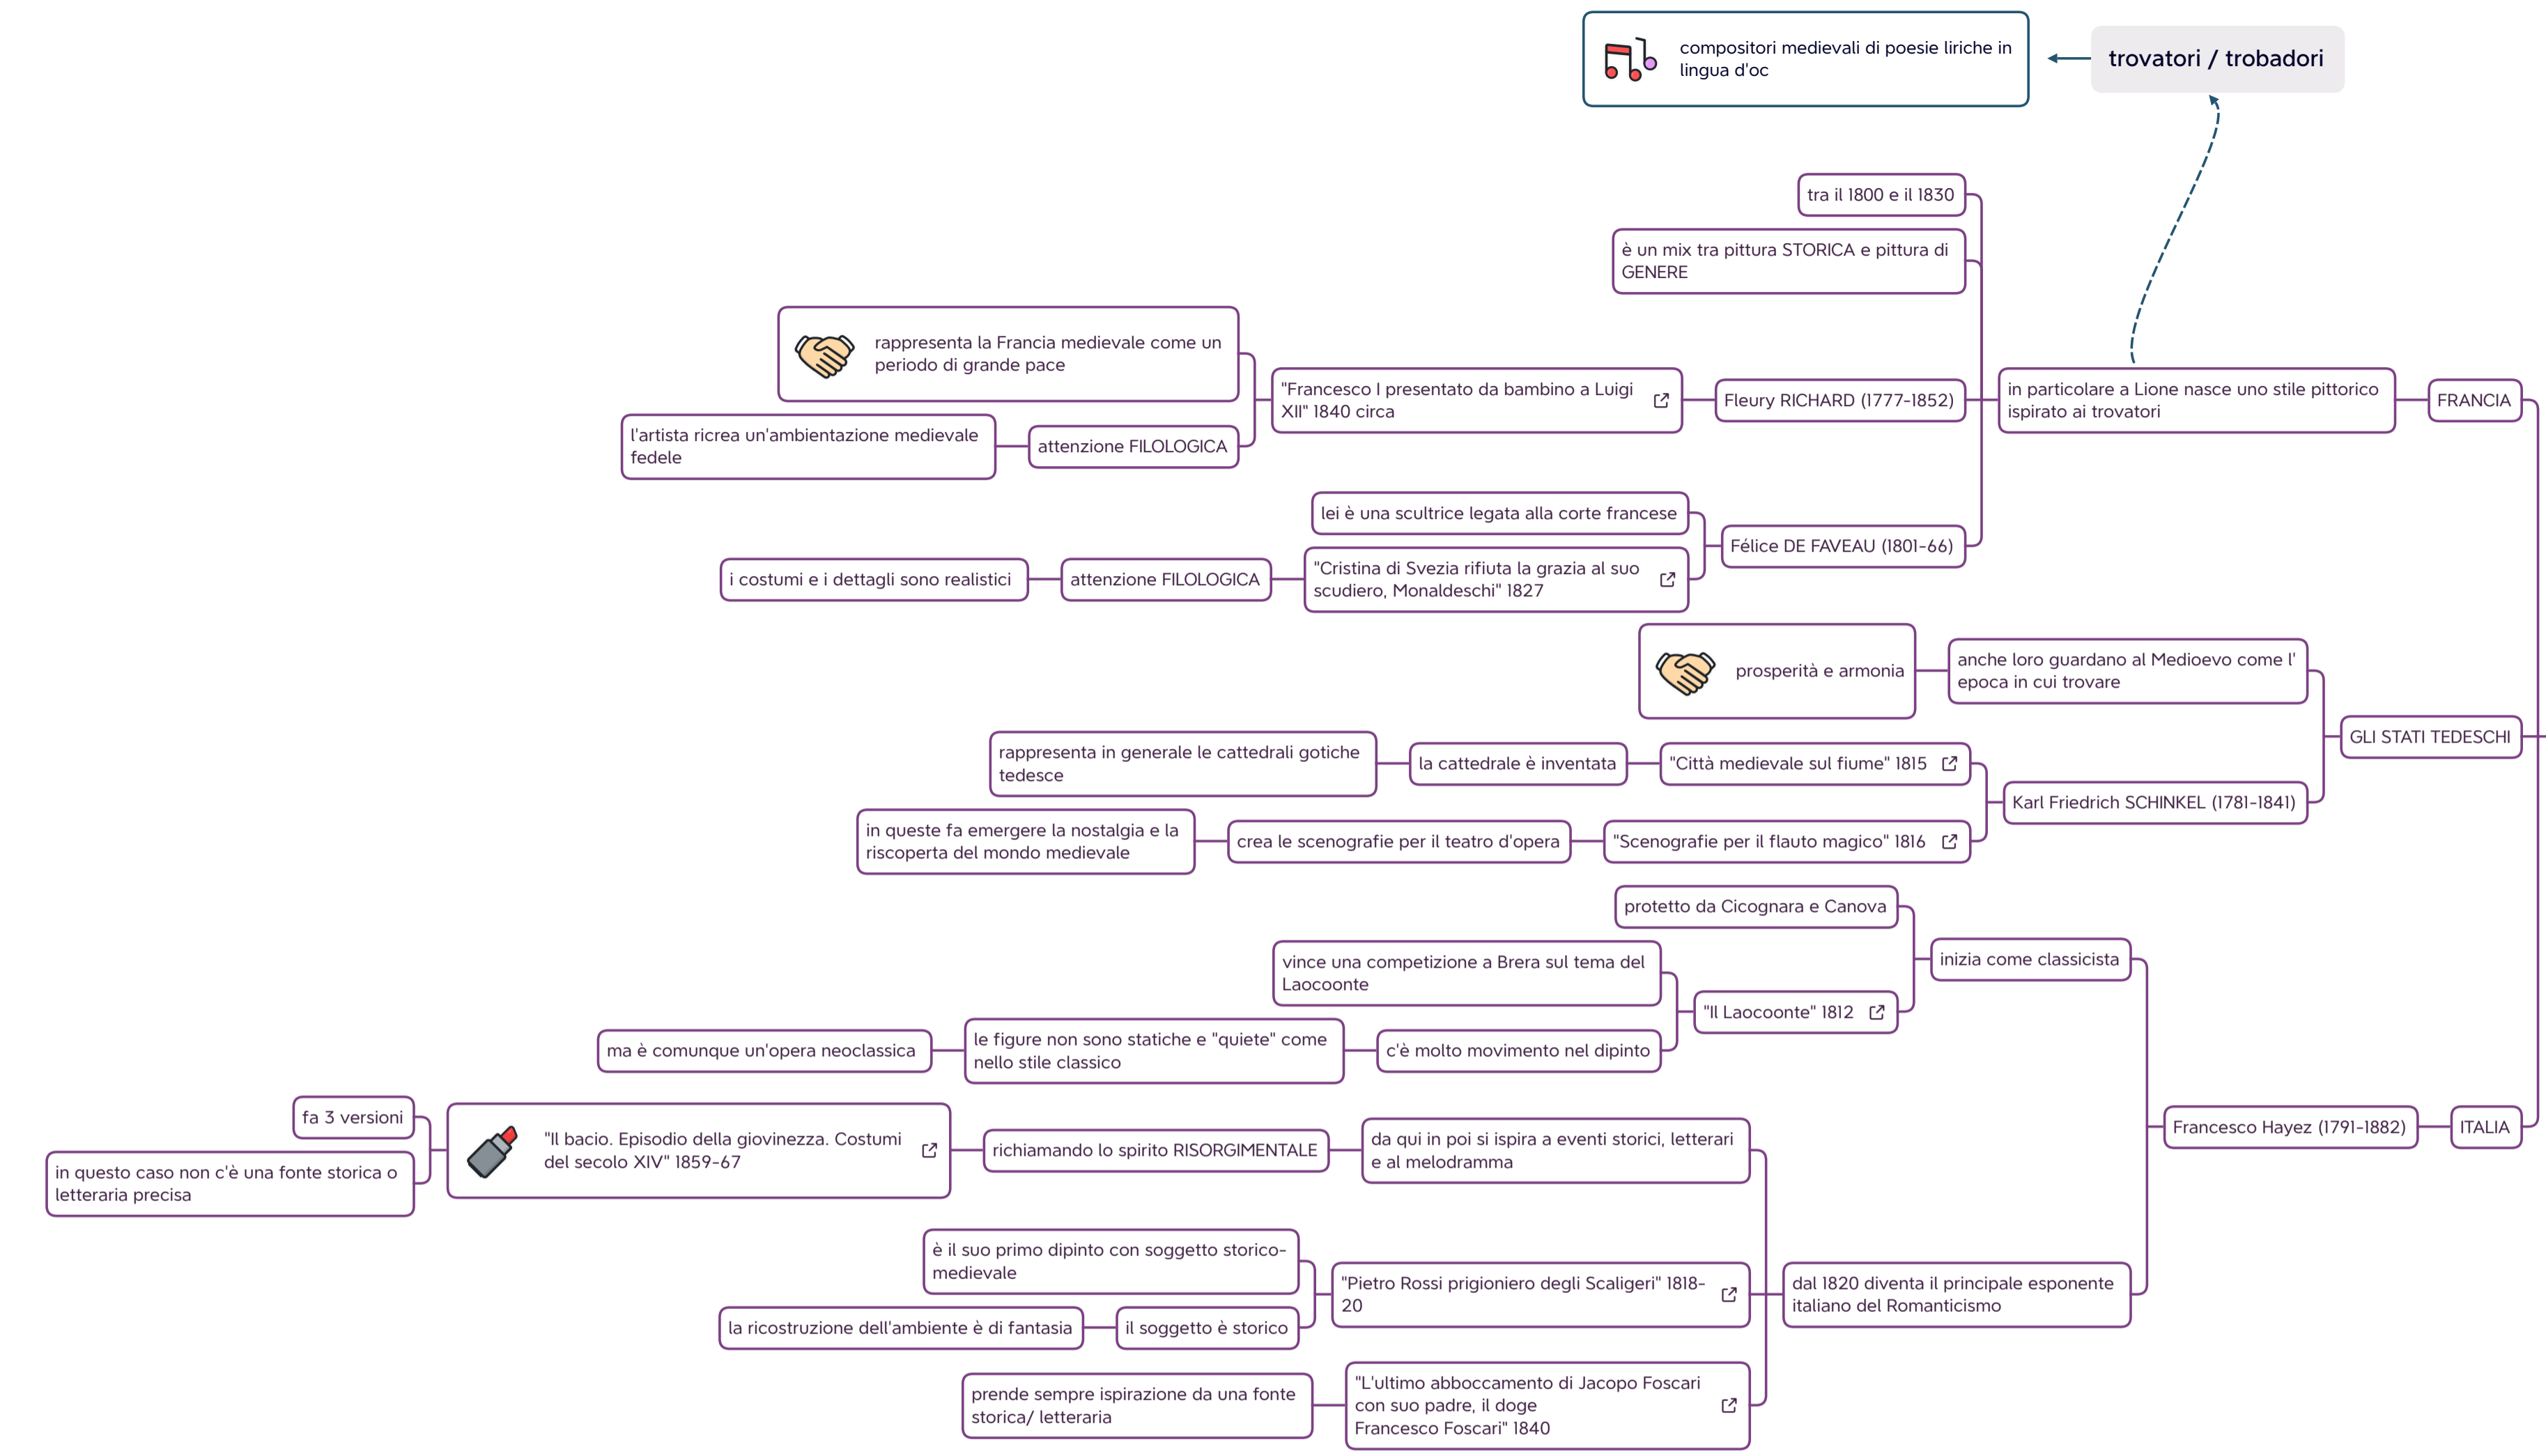 compositori medievali di poesie liriche in
lingua d'oc
trovatori / trobadori
tra il 1800 e il 1830
è un mix tra pittura STORICA e pittura di
GENERE
rappresenta la Francia medievale come un
periodo di grande pace
"Francesco I presentato da bambino a Luigi
XII" 1840 circa
Fleury RICHARD (1777-1852)
in particolare a Lione nasce uno stile pittorico
ispirato ai trovatori
FRANCIA
l'artista ricrea un'ambientazione medievale
fedele
attenzione FILOLOGICA
lei è una scultrice legata alla corte francese
Félice DE FAVEAU (1801-66)
i costumi e i dettagli sono realistici
attenzione FILOLOGICA
"Cristina di Svezia rifiuta la grazia al suo
scudiero, Monaldeschi" 1827
prosperità e armonia
anche loro guardano al Medioevo come l'
epoca in cui trovare
GLI STATI TEDESCHI
rappresenta in generale le cattedrali gotiche
tedesce
la cattedrale è inventata
"Città medievale sul fiume" 1815
Karl Friedrich SCHINKEL (1781-1841)
in queste fa emergere la nostalgia e la
riscoperta del mondo medievale
crea le scenografie per il teatro d'opera
"Scenografie per il flauto magico" 1816
protetto da Cicognara e Canova
inizia come classicista
vince una competizione a Brera sul tema del
Laocoonte
"Il Laocoonte" 1812
ma è comunque un'opera neoclassica
le figure non sono statiche e "quiete" come
nello stile classico
c'è molto movimento nel dipinto
fa 3 versioni
"Il bacio. Episodio della giovinezza. Costumi
del secolo XIV" 1859-67
richiamando lo spirito RISORGIMENTALE
da qui in poi si ispira a eventi storici, letterari
e al melodramma
Francesco Hayez (1791-1882)
ITALIA
in questo caso non c'è una fonte storica o
letteraria precisa
è il suo primo dipinto con soggetto storico-
medievale
"Pietro Rossi prigioniero degli Scaligeri" 1818-
20
dal 1820 diventa il principale esponente
italiano del Romanticismo
la ricostruzione dell'ambiente è di fantasia
il soggetto è storico
prende sempre ispirazione da una fonte
storica/ letteraria
"L'ultimo abboccamento di Jacopo Foscari
con suo padre, il doge
Francesco Foscari" 1840